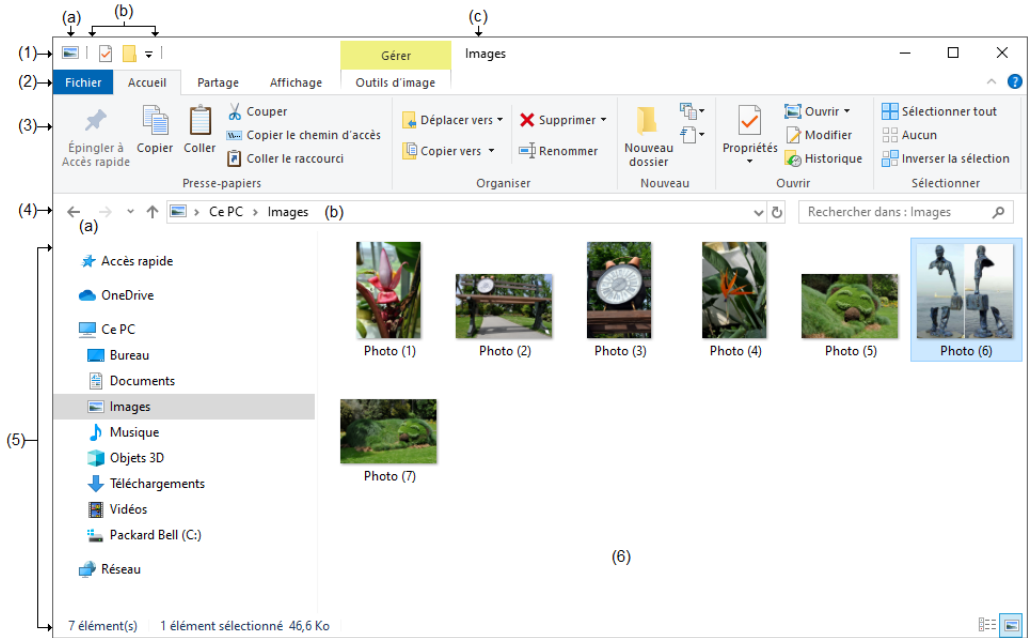 (a) (b) (c)
(1) Gérer Images
(2) Fichier Accueil Partage Affichage Outils d'image
(3)
Épingler à
Accès rapide
Copier
Coller
Couper
Copier le chemin d'accès
Coller le raccourci
Presse-papiers
Déplacer vers
Copier vers
Supprimer
Renommer
Organiser
Nouveau
dossier
Nouveau
Propriétés
Ouvrir
Modifier
Historique
Ouvrir
Sélectionner tout
Aucun
Inverser la sélection
Sélectionner
(4) Ce PC > Images (b) Rechercher dans : Images
(a)
(5)
Accès rapide
OneDrive
Ce PC
Bureau
Documents
Images
Musique
Objets 3D
Téléchargements
Vidéos
Packard Bell (C:)
Réseau
Photo (1) Photo (2) Photo (3) Photo (4) Photo (5) Photo (6)
Photo (7)
(6)
7 élément(s) 1 élément sélectionné 46,6 Ko